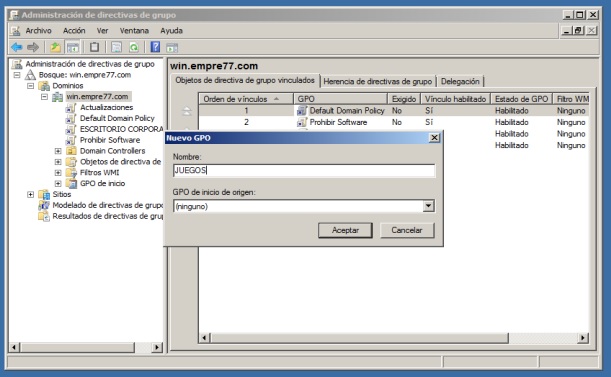 Administración de directivas de grupo
Archivo Acción Ver Ventana Ayuda
Administración de directivas de grupo
Bosque: win.empre77.com
Dominios
win.empre77.com
Actualizaciones
Default Domain Policy
ESCRITORIO CORPORA
Prohibir Software
Domain Controllers
Objetos de directiva de
Filtros WMI
GPO de inicio
Sitios
Modelado de directivas de grupo
Resultados de directivas de grup
win.empre77.com
Objetos de directiva de grupo vinculados Herencia de directivas de grupo Delegación
Orden de vínculos GPO Exigido Vínculo habilitado Estado de GPO Filtro WM
1 Default Domain Policy No Sí Habilitado Ninguno
2 Prohibir Software No Sí Habilitado Ninguno
Habilitado Ninguno
Habilitado Ninguno
Nuevo GPO
Nombre:
JUEGOS
GPO de inicio de origen:
(ninguno)
Aceptar Cancelar